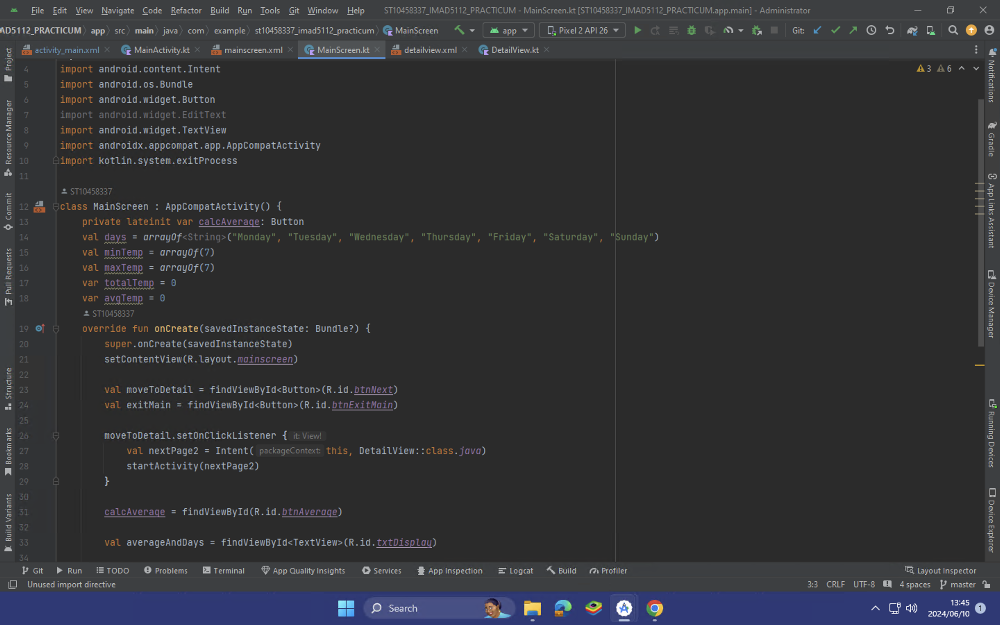 File Edit View Navigate Code Refactor Build Run Tools Git Window Help ST10458337_IMAD5112_PRACTICUM - MainScreen.kt [ST10458337_IMAD5112_PRACTICUM.app.main] - Administrator
AD5112_PRACTICUM app src main java com example st10458337_imad5112_practicum MainScreen app Pixel 2 API 26 Git:
activity_main.xml MainActivity.kt mainscreen.xml MainScreen.kt detailview.xml DetailView.kt
3 6
4 import android.content.Intent
5 import android.os.Bundle
6 import android.widget.Button
7 import android.widget.EditText
8 import android.widget.TextView
9 import androidx.appcompat.app.AppCompatActivity
10 import kotlin.system.exitProcess
11
ST10458337
12 class MainScreen : AppCompatActivity() {
13 private lateinit var calcAverage: Button
14 val days = arrayOf<String>("Monday", "Tuesday", "Wednesday", "Thursday", "Friday", "Saturday", "Sunday")
15 val minTemp = arrayOf(7)
16 val maxTemp = arrayOf(7)
17 var totalTemp = 0
18 var avgTemp = 0
ST10458337
19 override fun onCreate(savedInstanceState: Bundle?) {
20 super.onCreate(savedInstanceState)
21 setContentView(R.layout.mainscreen)
22
23 val moveToDetail = findViewById<Button>(R.id.btnNext)
24 val exitMain = findViewById<Button>(R.id.btnExitMain)
25
26 moveToDetail.setOnClickListener { it: View!
27 val nextPage2 = Intent( packageContext: this, DetailView::class.java)
28 startActivity(nextPage2)
29 }
30
31 calcAverage = findViewById(R.id.btnAverage)
32
33 val averageAndDays = findViewById<TextView>(R.id.txtDisplay)
34
Project
Resource Manager
Commit
Pull Requests
Structure
Bookmarks
Build Variants
Notifications
Gradle
App Links Assistant
Device Manager
Running Devices
Device Explorer
Git Run TODO Problems Terminal App Quality Insights Services App Inspection Logcat Build Profiler Layout Inspector
Unused import directive 3:3 CRLF UTF-8 4 spaces master
Search 13:45
2024/06/10 1